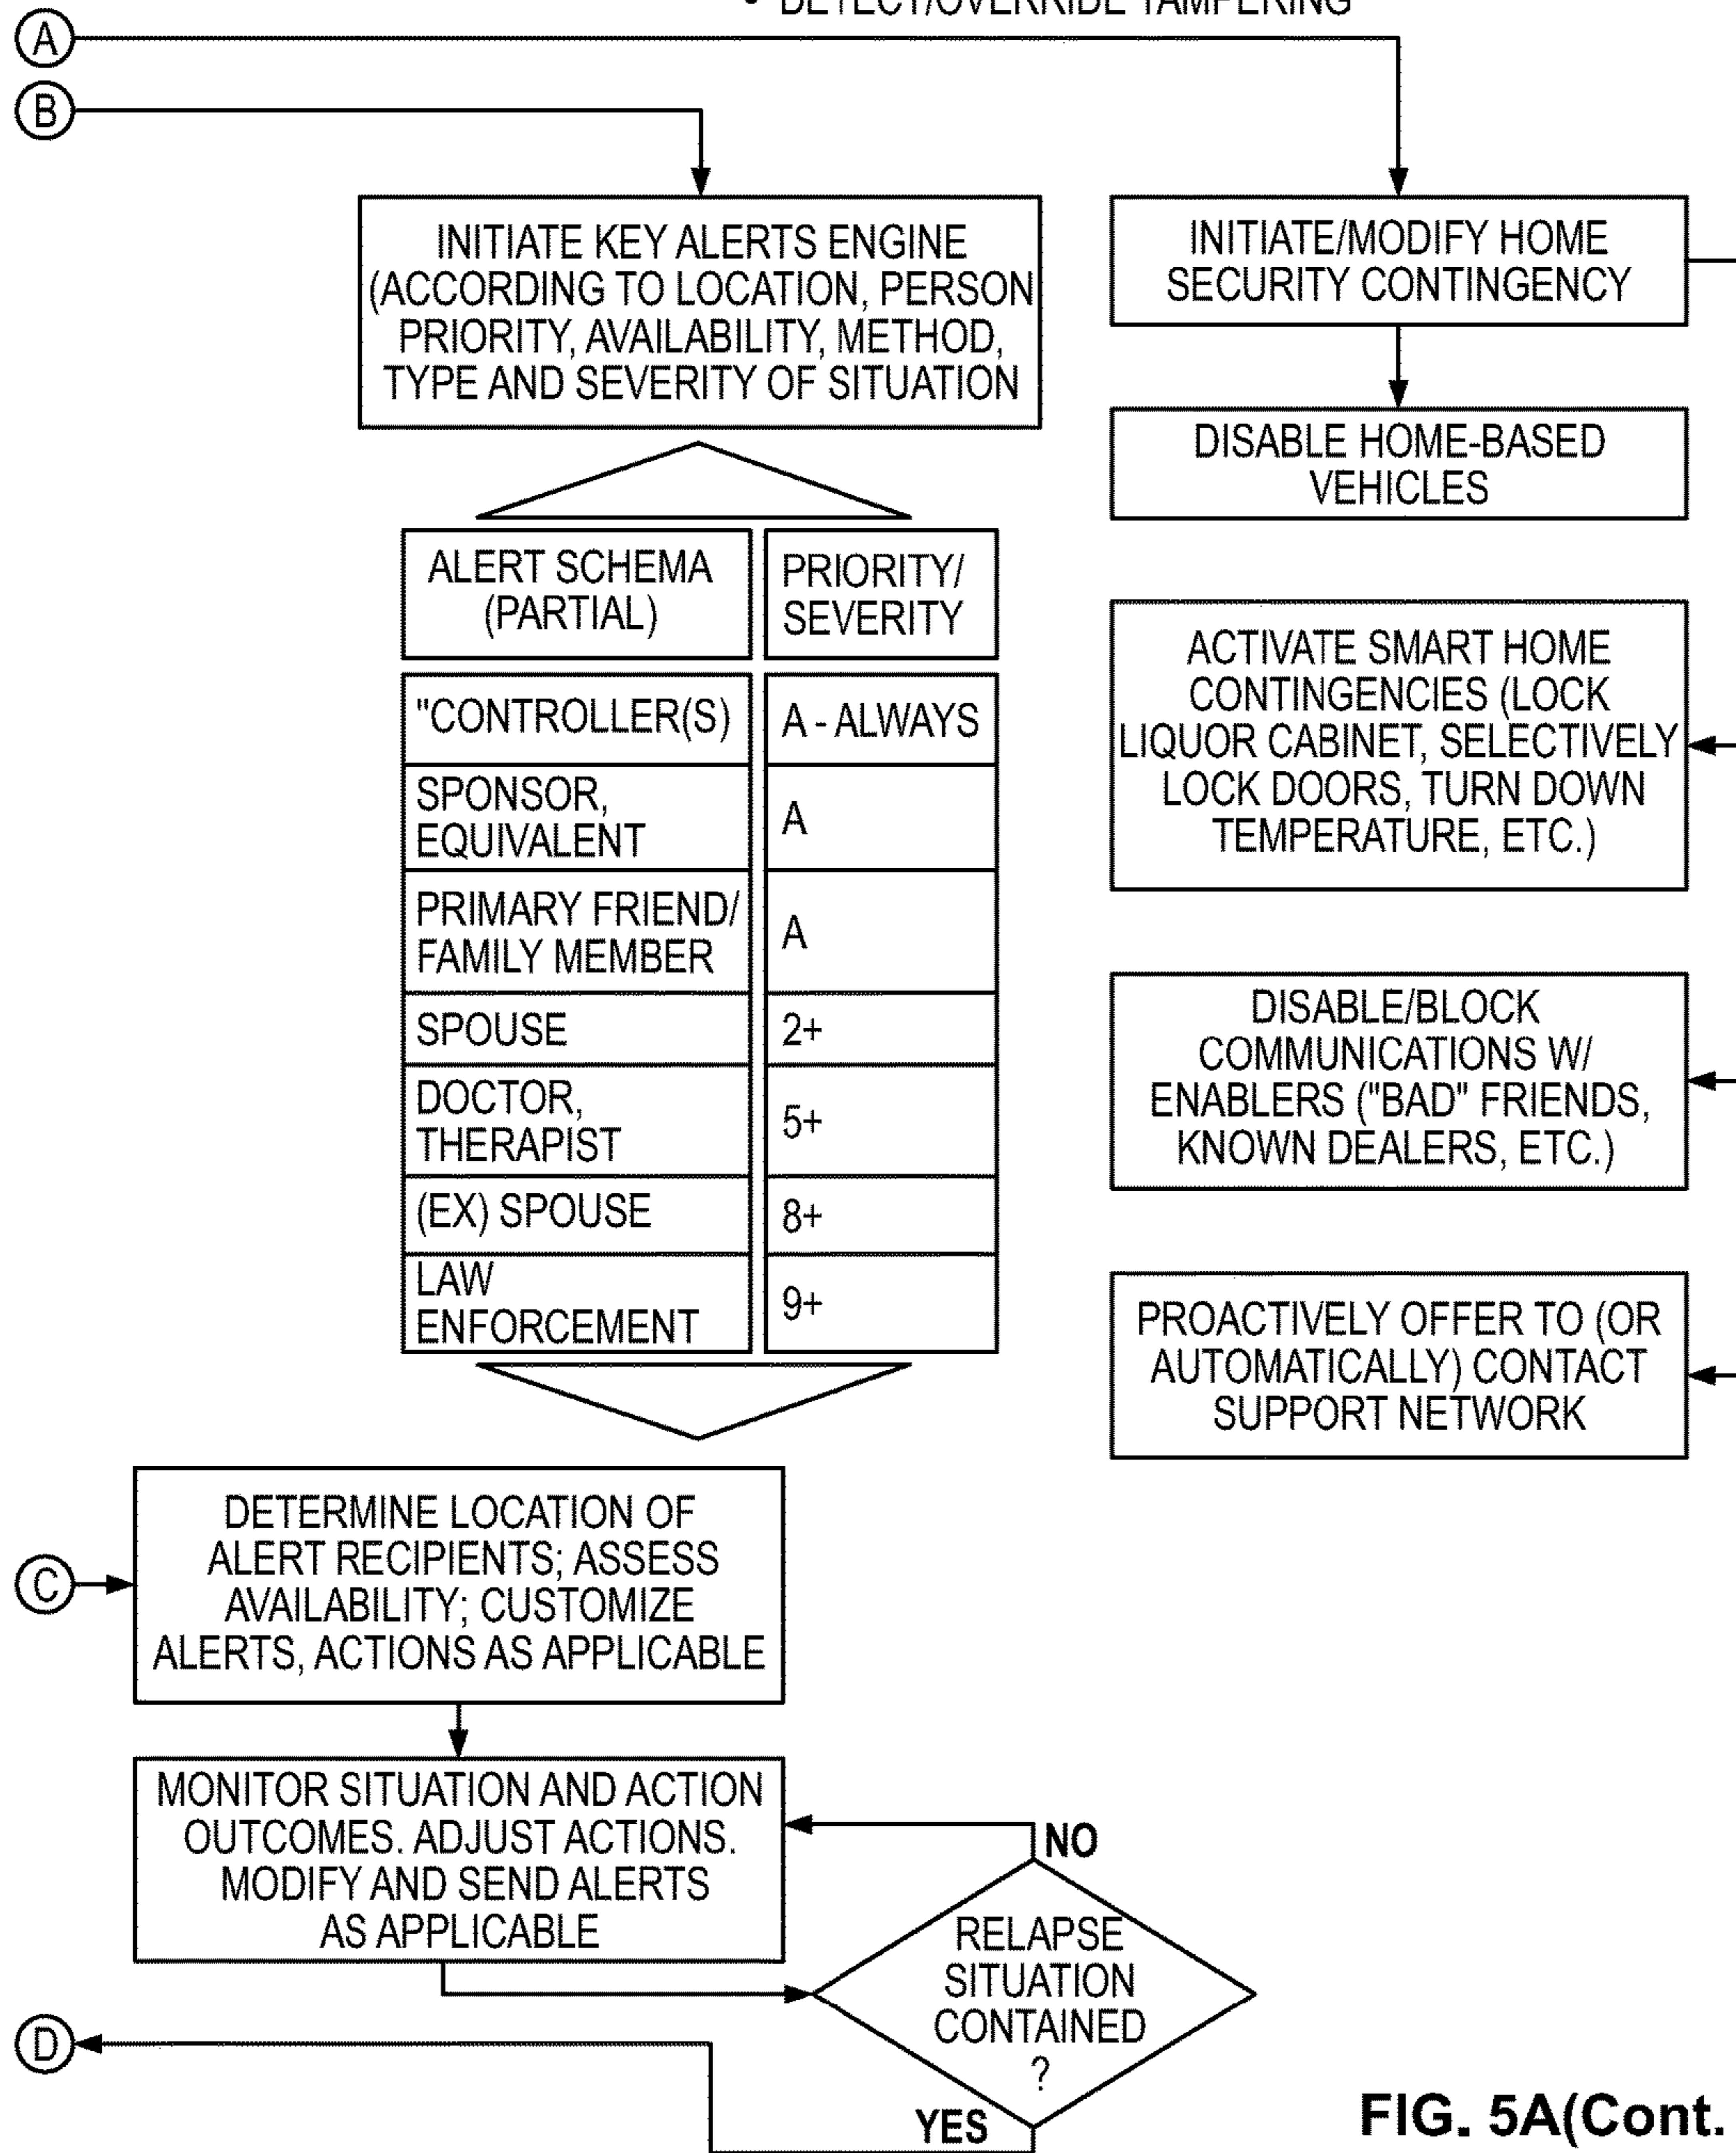 • DETECT/OVERRIDE TAMPERING
A
B
INITIATE KEY ALERTS ENGINE
(ACCORDING TO LOCATION, PERSON
PRIORITY, AVAILABILITY, METHOD,
TYPE AND SEVERITY OF SITUATION
INITIATE/MODIFY HOME
SECURITY CONTINGENCY
DISABLE HOME-BASED
VEHICLES
ALERT SCHEMA
(PARTIAL)
PRIORITY/
SEVERITY
"CONTROLLER(S)
A - ALWAYS
SPONSOR,
EQUIVALENT
A
PRIMARY FRIEND/
FAMILY MEMBER
A
SPOUSE
2+
DOCTOR,
THERAPIST
5+
(EX) SPOUSE
8+
LAW
ENFORCEMENT
9+
ACTIVATE SMART HOME
CONTINGENCIES (LOCK
LIQUOR CABINET, SELECTIVELY
LOCK DOORS, TURN DOWN
TEMPERATURE, ETC.)
DISABLE/BLOCK
COMMUNICATIONS W/
ENABLERS ("BAD" FRIENDS,
KNOWN DEALERS, ETC.)
PROACTIVELY OFFER TO (OR
AUTOMATICALLY) CONTACT
SUPPORT NETWORK
C
DETERMINE LOCATION OF
ALERT RECIPIENTS; ASSESS
AVAILABILITY; CUSTOMIZE
ALERTS, ACTIONS AS APPLICABLE
MONITOR SITUATION AND ACTION
OUTCOMES. ADJUST ACTIONS.
MODIFY AND SEND ALERTS
AS APPLICABLE
NO
RELAPSE
SITUATION
CONTAINED
?
D
YES
FIG. 5A(Cont.